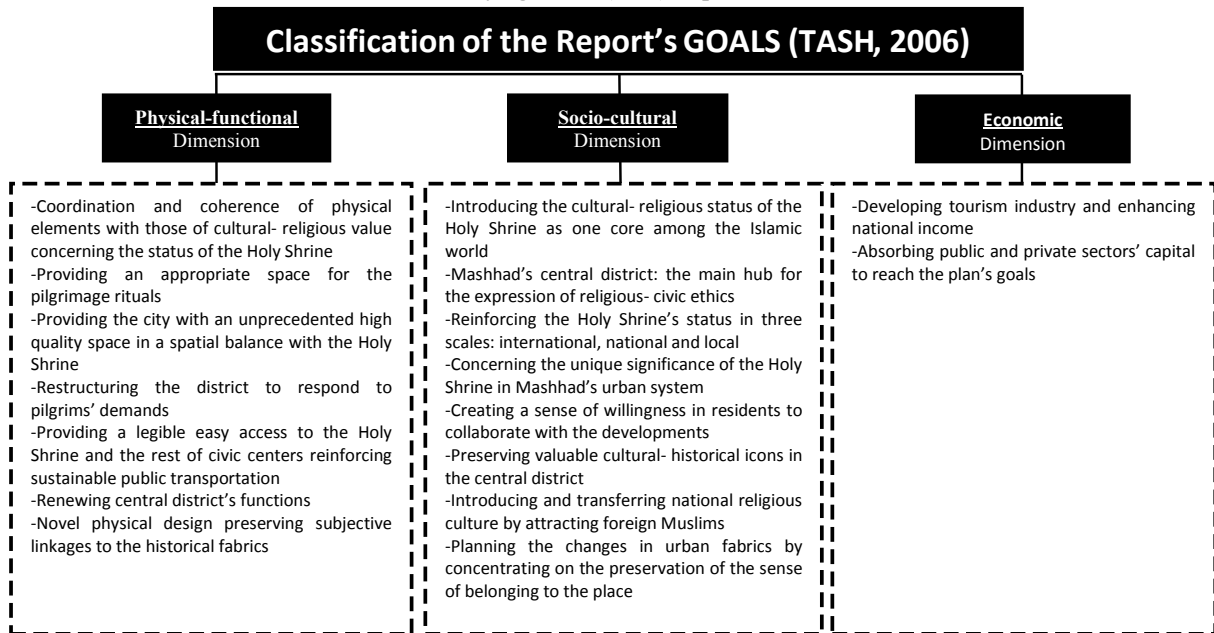 Classification of the Report's GOALS (TASH, 2006)
Physical-functional
Dimension
-Coordination and coherence of physical
elements with those of cultural- religious value
concerning the status of the Holy Shrine
-Providing an appropriate space for the
pilgrimage rituals
-Providing the city with an unprecedented high
quality space in a spatial balance with the Holy
Shrine
-Restructuring the district to respond to
pilgrims' demands
-Providing a legible easy access to the Holy
Shrine and the rest of civic centers reinforcing
sustainable public transportation
-Renewing central district's functions
-Novel physical design preserving subjective
linkages to the historical fabrics
Socio-cultural
Dimension
-Introducing the cultural- religious status of the
Holy Shrine as one core among the Islamic
world
-Mashhad's central district: the main hub for
the expression of religious- civic ethics
-Reinforcing the Holy Shrine's status in three
scales: international, national and local
-Concerning the unique significance of the Holy
Shrine in Mashhad's urban system
-Creating a sense of willingness in residents to
collaborate with the developments
-Preserving valuable cultural- historical icons in
the central district
-Introducing and transferring national religious
culture by attracting foreign Muslims
-Planning the changes in urban fabrics by
concentrating on the preservation of the sense
of belonging to the place
Economic
Dimension
-Developing tourism industry and enhancing
national income
-Absorbing public and private sectors' capital
to reach the plan's goals